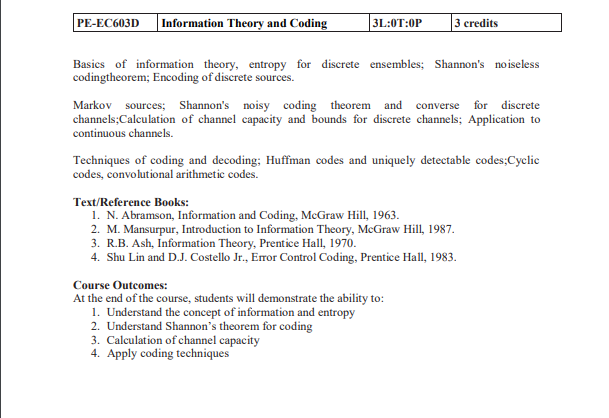 PE-EC603D Information Theory and Coding 3L:0T:0P 3 credits
Basics of information theory, entropy for discrete ensembles; Shannon's noiseless
codingtheorem; Encoding of discrete sources.
Markov sources; Shannon's noisy coding theorem and converse for discrete
channels;Calculation of channel capacity and bounds for discrete channels; Application to
continuous channels.
Techniques of coding and decoding; Huffman codes and uniquely detectable codes;Cyclic
codes, convolutional arithmetic codes.
Text/Reference Books:
1. N. Abramson, Information and Coding, McGraw Hill, 1963.
2. M. Mansurpur, Introduction to Information Theory, McGraw Hill, 1987.
3. R.B. Ash, Information Theory, Prentice Hall, 1970.
4. Shu Lin and D.J. Costello Jr., Error Control Coding, Prentice Hall, 1983.
Course Outcomes:
At the end of the course, students will demonstrate the ability to:
1. Understand the concept of information and entropy
2. Understand Shannon’s theorem for coding
3. Calculation of channel capacity
4. Apply coding techniques